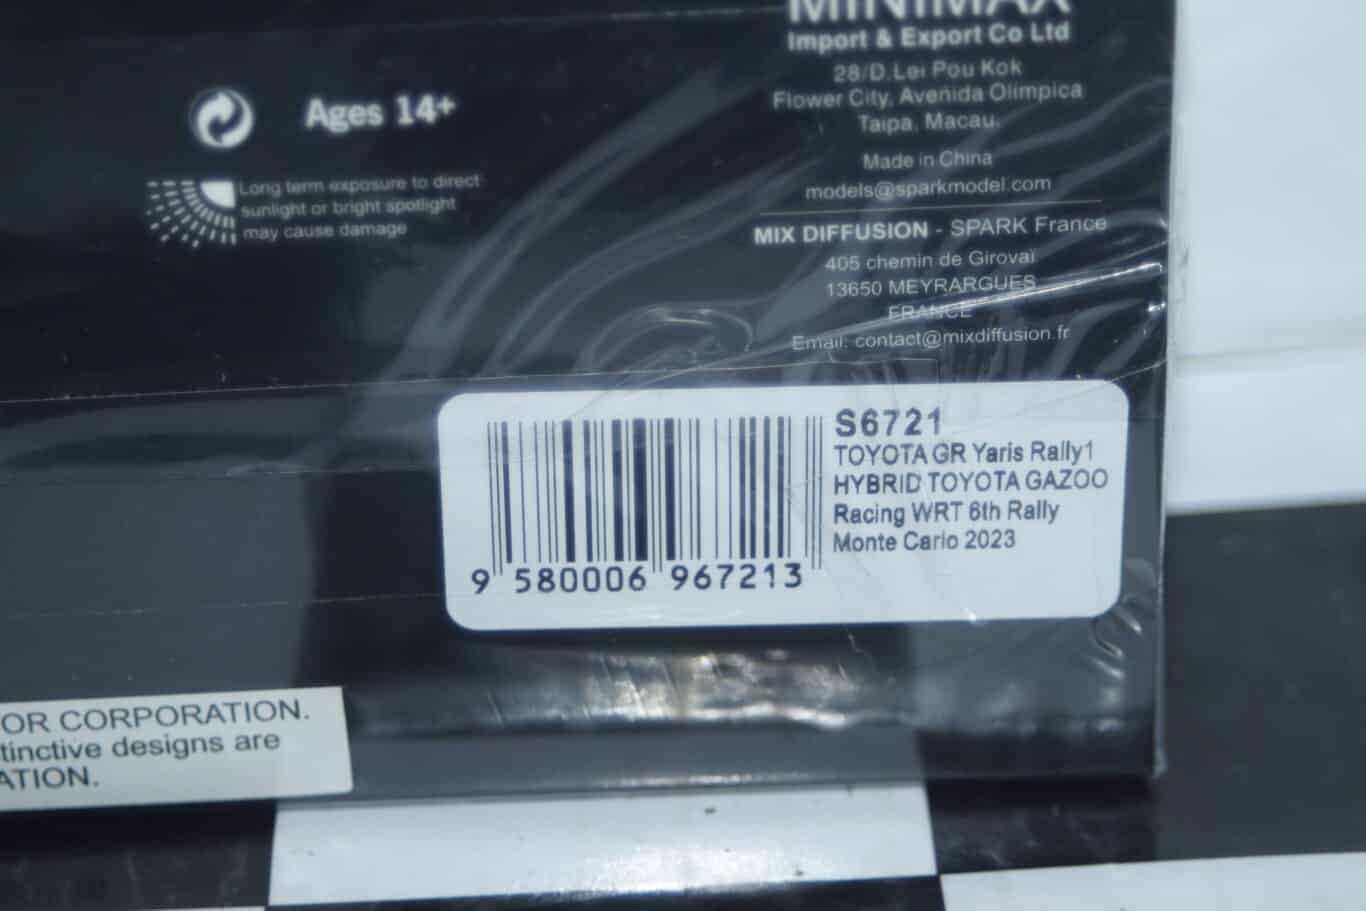 MINIMAX
Import & Export Co Ltd
28/D.Lei Pou Kok
Flower City, Avenida Olimpica
Taipa, Macau.
Made in China
models@sparkmodel.com
MIX DIFFUSION - SPARK France
405 chemin de Girovaï
13650 MEYRARGUES
FRANCE
Email: contact@mixdiffusion.fr
Ages 14+
Long term exposure to direct
sunlight or bright spotlight
may cause damage
S6721
TOYOTA GR Yaris Rally1
HYBRID TOYOTA GAZOO
Racing WRT 6th Rally
Monte Carlo 2023
9 580006 967213
OR CORPORATION.
tinctive designs are
ATION.